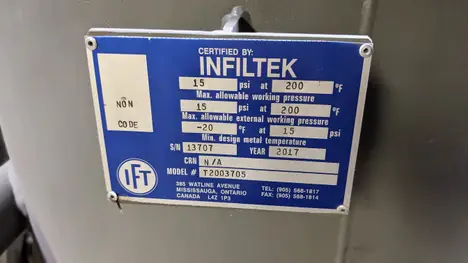 CERTIFIED BY:
INFILTEK
15 psi at 200 °F
Max. allowable working pressure
15 psi at 200 °F
Max. allowable external working pressure
-20 °F at 15 psi
Min. design metal temperature
NON
CODE
S/N 13707 YEAR 2017
CRN N/A
MODEL # T2003705
IFT
385 WATLINE AVENUE
MISSISSAUGA, ONTARIO
CANADA L4Z 1P3
TEL: (905) 568-1817
FAX: (905) 568-1814